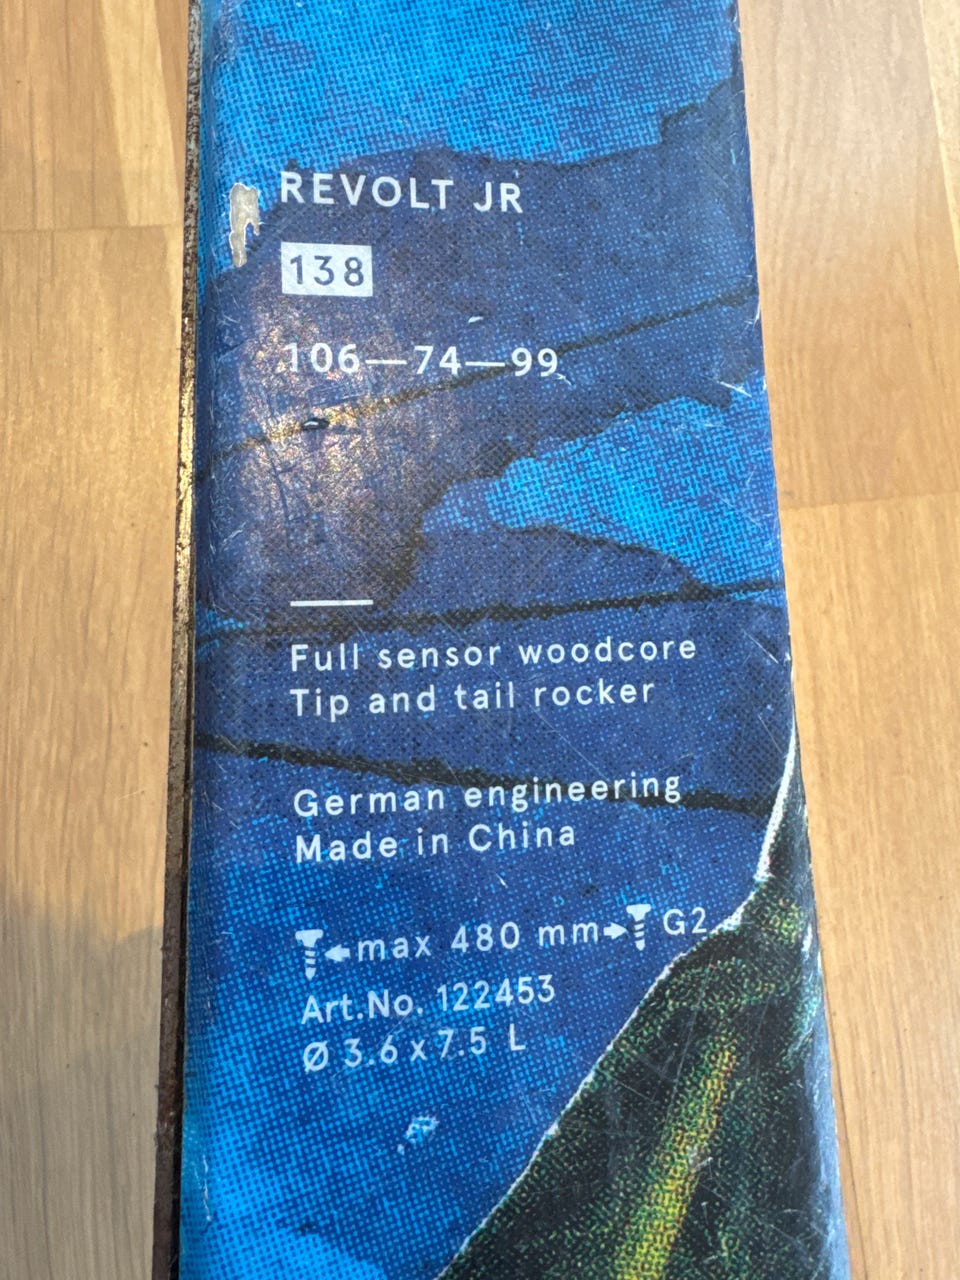 REVOLT JR
138
106—74—99
Full sensor woodcore
Tip and tail rocker
German engineering
Made in China
max 480 mm G2
Art.No. 122453
Ø 3.6 x 7.5 L